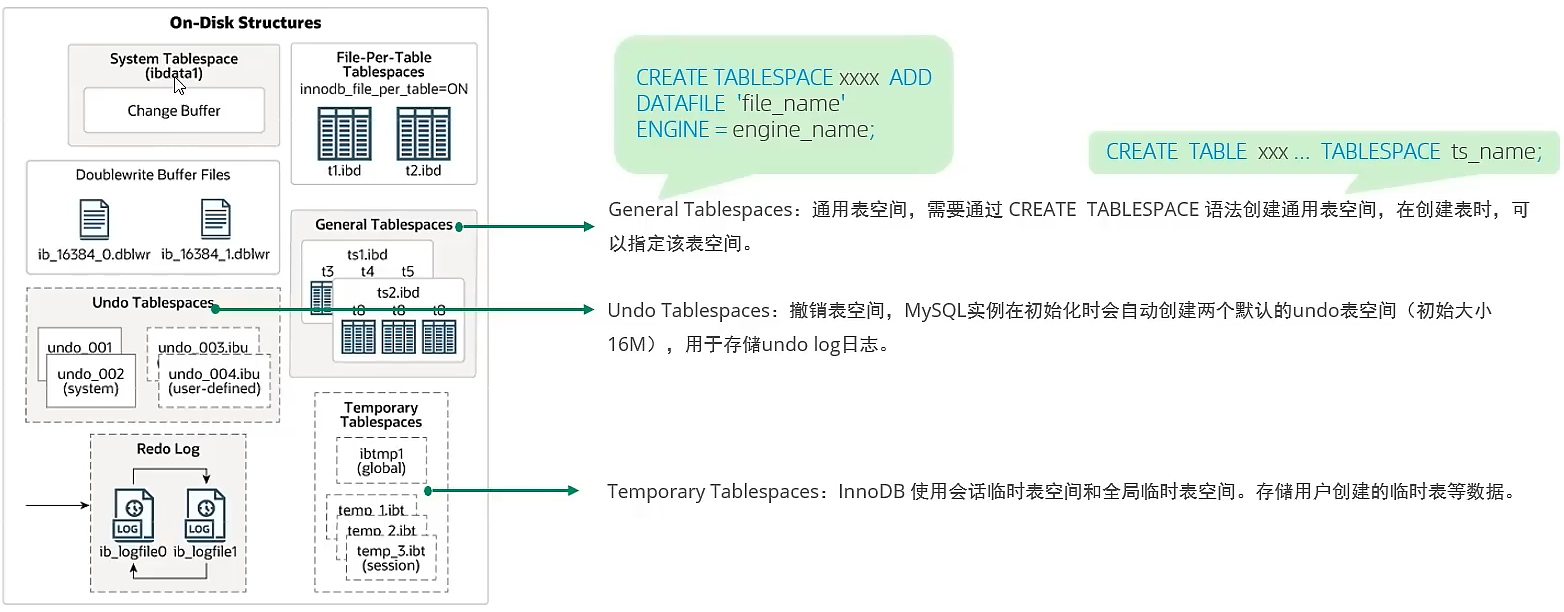 On-Disk Structures
System Tablespace
(ibdata1)
Change Buffer
File-Per-Table
Tablespaces
innodb_file_per_table=ON
t1.ibd
t2.ibd
Doublewrite Buffer Files
ib_16384_0.dblwr
ib_16384_1.dblwr
General Tablespaces
ts1.ibd
t3 t4 t5
ts2.ibd
t8 t8 t8
Undo Tablespaces
undo_001
undo_002
(system)
undo_003.ibu
undo_004.ibu
(user-defined)
Temporary
Tablespaces
ibtmp1
(global)
temp_1.ibt
temp_2.ibt
temp_3.ibt
(session)
Redo Log
LOG
LOG
ib_logfile0
ib_logfile1
CREATE TABLESPACE xxxx ADD
DATAFILE 'file_name'
ENGINE = engine_name;
CREATE TABLE xxx ... TABLESPACE ts_name;
General Tablespaces：通用表空间，需要通过 CREATE TABLESPACE 语法创建通用表空间，在创建表时，可
以指定该表空间。
Undo Tablespaces：撤销表空间，MySQL实例在初始化时会自动创建两个默认的undo表空间（初始大小
16M），用于存储undo log日志。
Temporary Tablespaces：InnoDB 使用会话临时表空间和全局临时表空间。存储用户创建的临时表等数据。